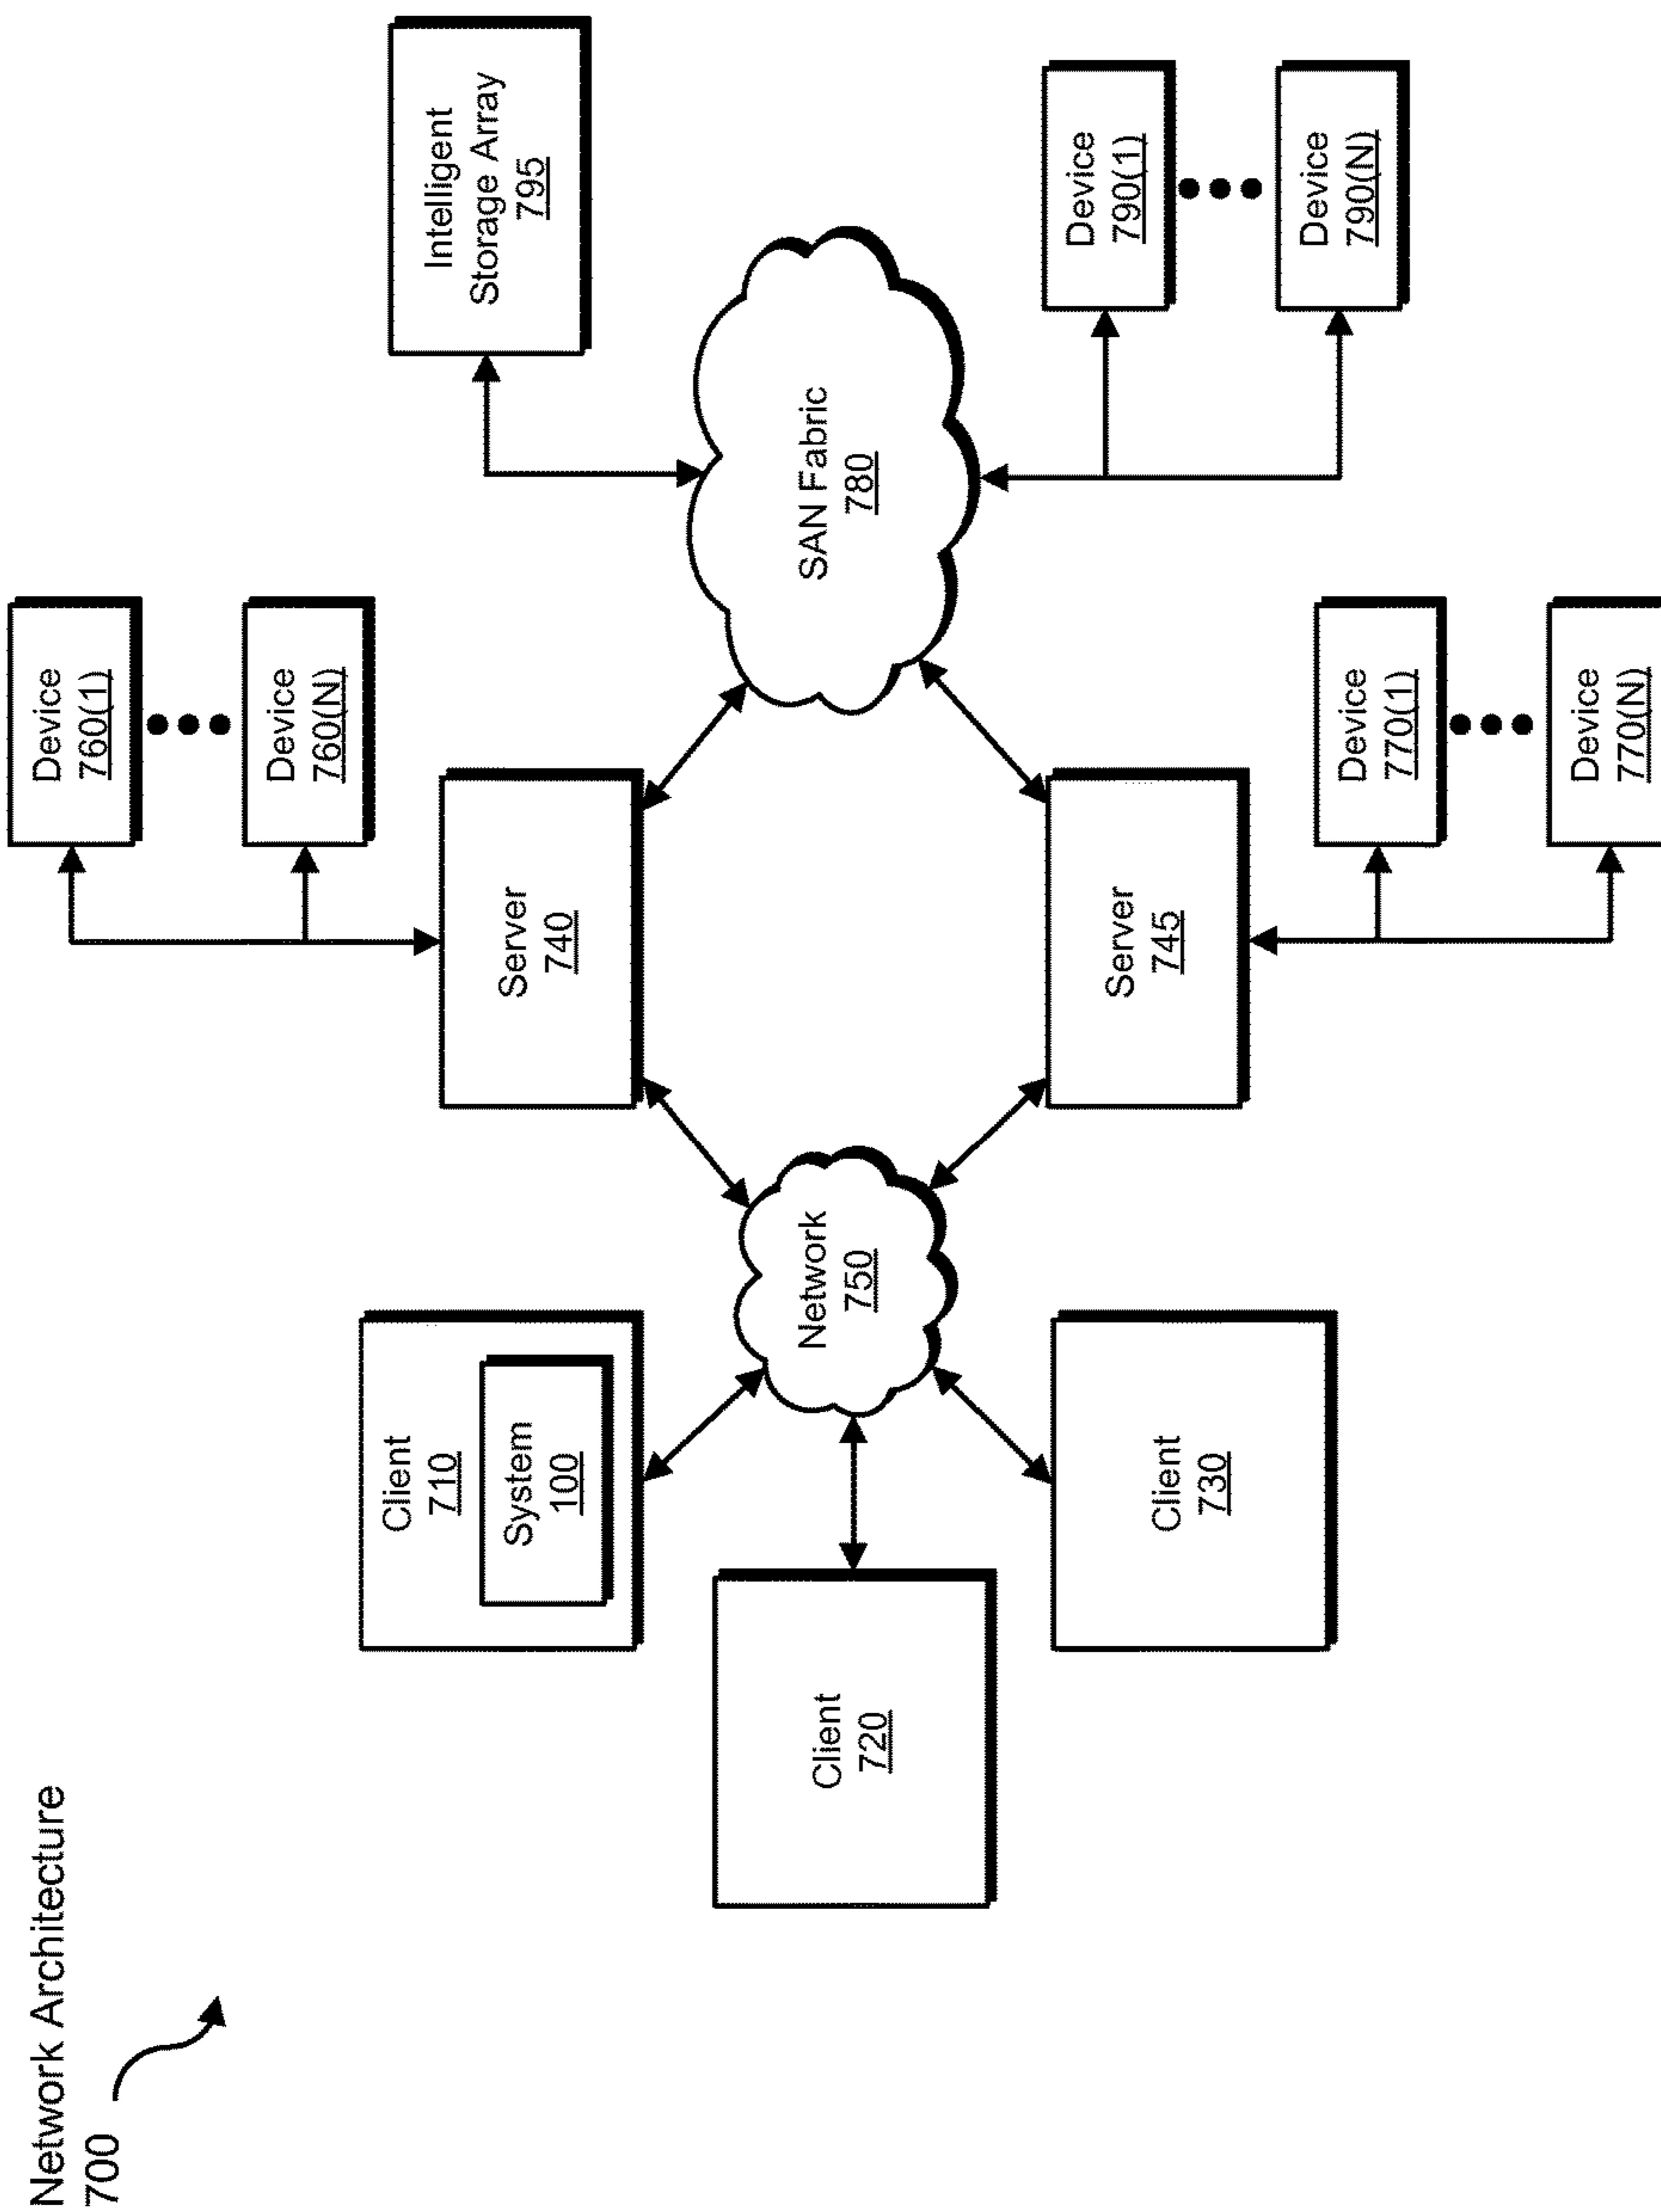 Network Architecture
700
Device
760(1)
Device
760(N)
Intelligent
Storage Array
795
Client
710
System
100
Server
740
Client
720
Network
750
SAN Fabric
780
Client
730
Server
745
Device
790(1)
Device
790(N)
Device
770(1)
Device
770(N)